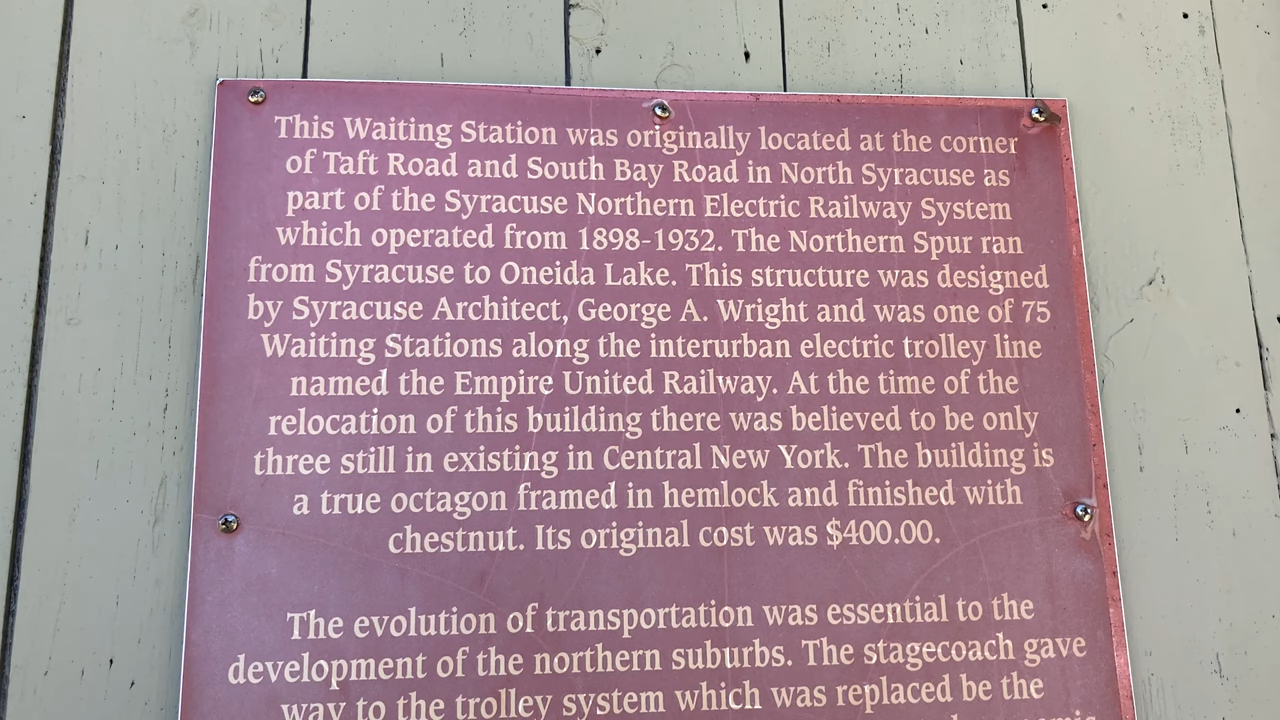 This Waiting Station was originally located at the corner
of Taft Road and South Bay Road in North Syracuse as
part of the Syracuse Northern Electric Railway System
which operated from 1898-1932. The Northern Spur ran
from Syracuse to Oneida Lake. This structure was designed
by Syracuse Architect, George A. Wright and was one of 75
Waiting Stations along the interurban electric trolley line
named the Empire United Railway. At the time of the
relocation of this building there was believed to be only
three still in existing in Central New York. The building is
a true octagon framed in hemlock and finished with
chestnut. Its original cost was $400.00.
The evolution of transportation was essential to the
development of the northern suburbs. The stagecoach gave
way to the trolley system which was replaced be the